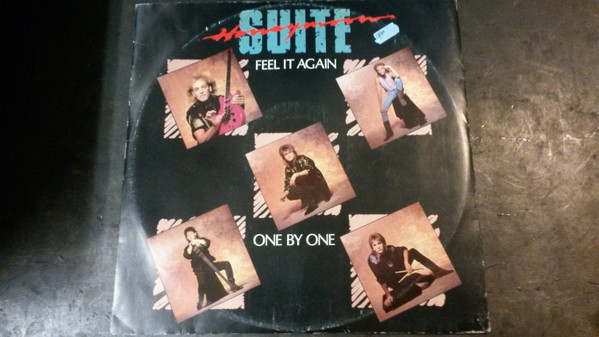 Honeymoon
SUITE
FEEL IT AGAIN
ONE BY ONE